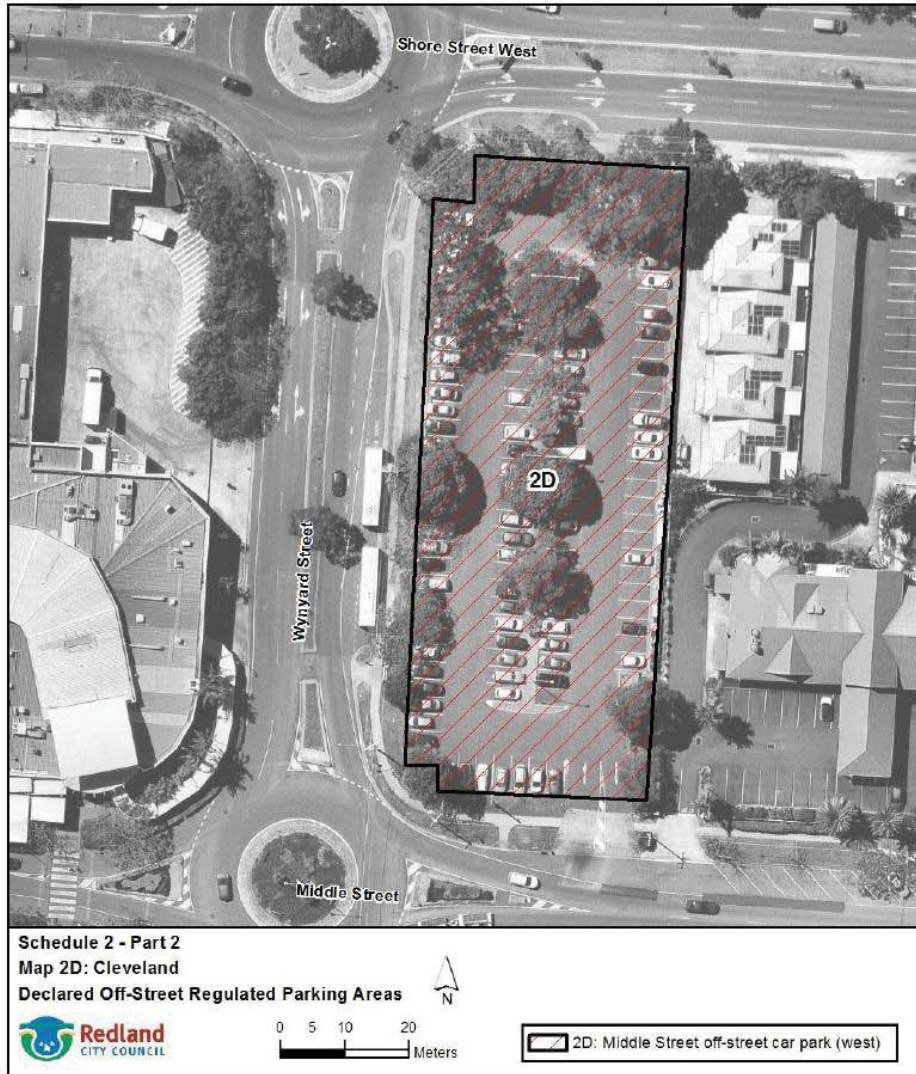 Shore Street West
2D
Wynyard Street
Middle Street
Schedule 2 - Part 2
Map 2D: Cleveland
Declared Off-Street Regulated Parking Areas
N
Redland
CITY COUNCIL
0 5 10 20
Meters
2D: Middle Street off-street car park (west)